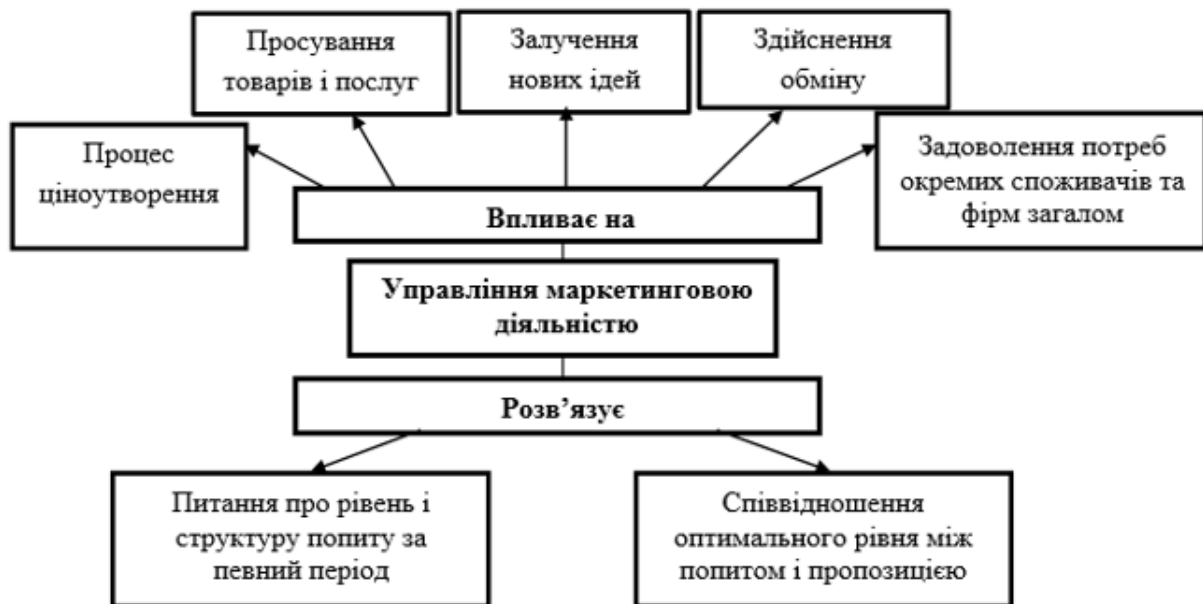 Просування
товарів і послуг
Залучення
нових ідей
Здійснення
обміну
Процес
ціноутворення
Задоволення потреб
окремих споживачів та
фірм загалом
Впливає на
Управління маркетинговою
діяльністю
Розв’язує
Питання про рівень і
структуру попиту за
певний період
Співвідношення
оптимального рівня між
попитом і пропозицією